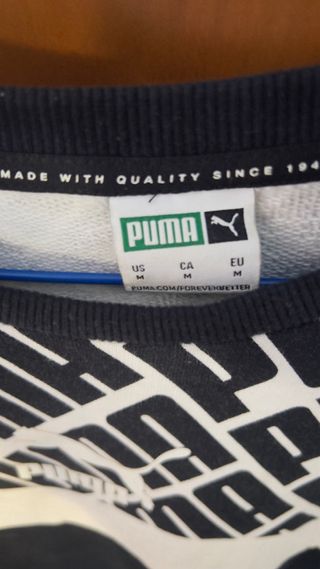 MADE WITH QUALITY SINCE 194
PUMA
US CA EU
M M M
PUMA.COM/FOREVERBETTER
PUMA